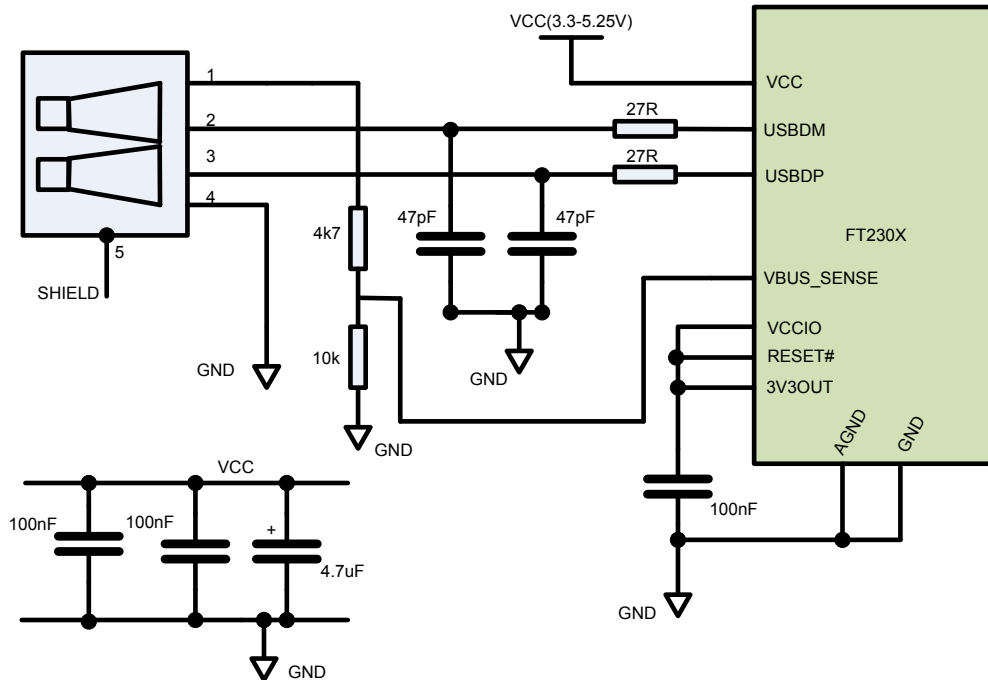 VCC(3.3-5.25V)
1
VCC
27R
2
USBDM
27R
3
USBDP
4
47pF
47pF
4k7
FT230X
5
VBUS_SENSE
SHIELD
VCCIO
10k
RESET#
GND
GND
3V3OUT
AGND
GND
GND
VCC
100nF
100nF
100nF
+
4.7uF
GND
GND